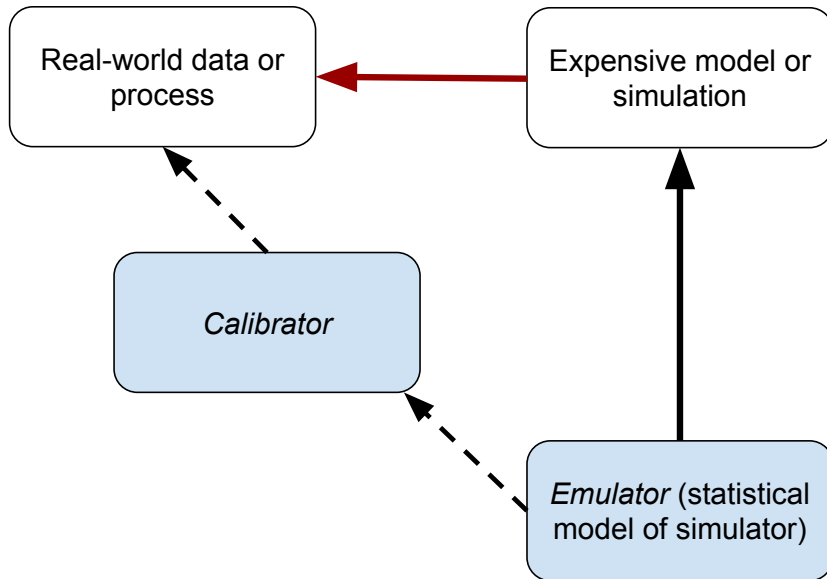 Real-world data or
process
Expensive model or
simulation
Calibrator
Emulator (statistical
model of simulator)